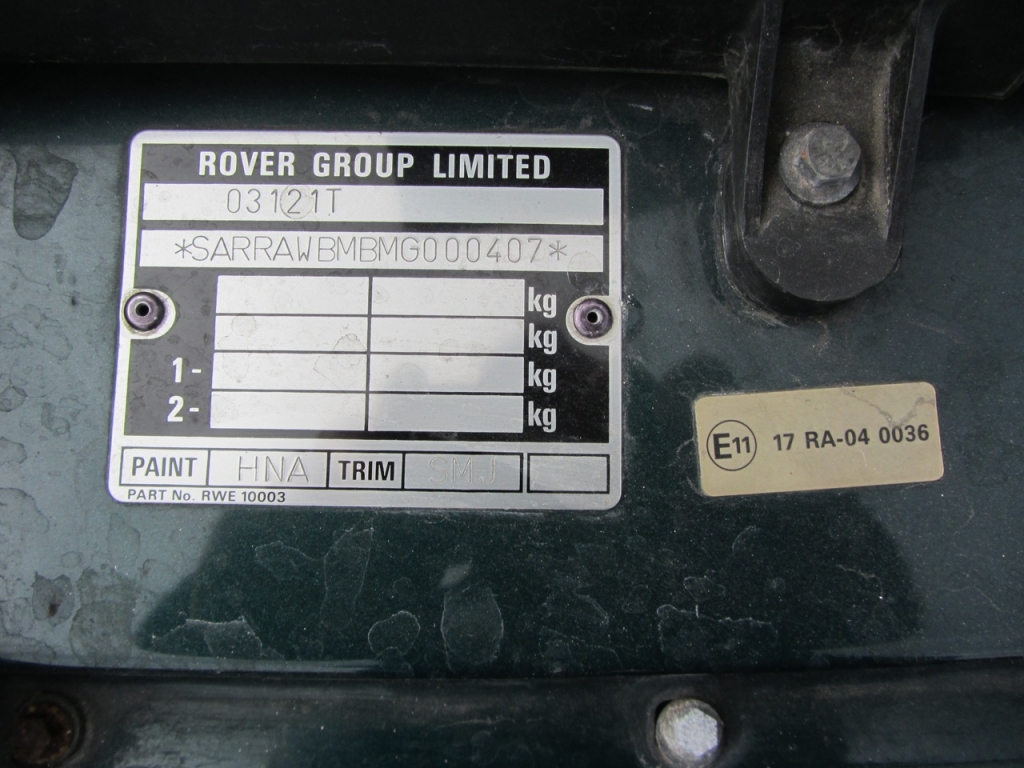 ROVER GROUP LIMITED
03121T
*SARRAWBMBMG000407*
kg
kg
1- kg
2- kg
PAINT HNA TRIM SMJ
PART No. RWE 10003
E11 17 RA-04 0036